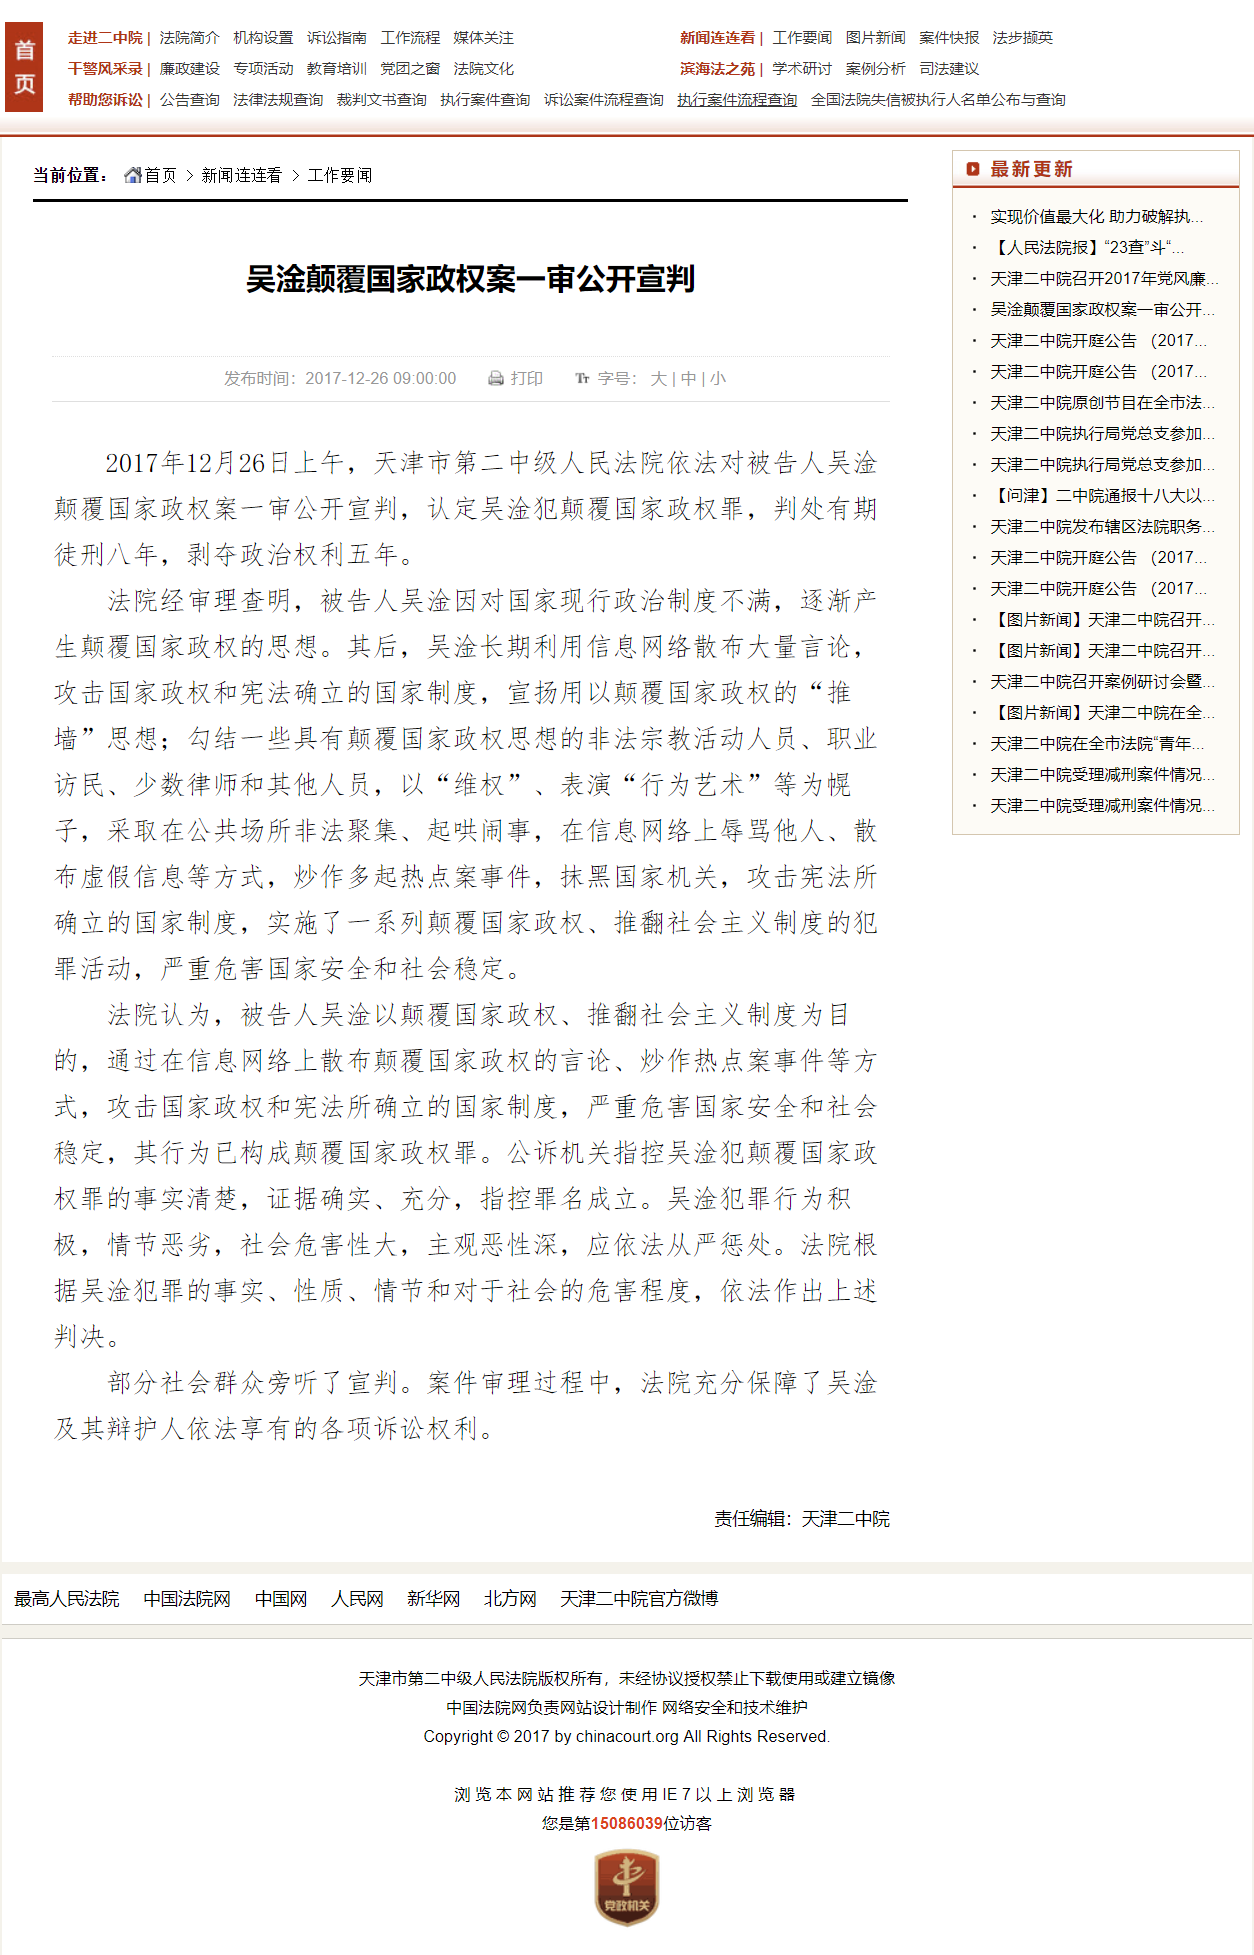 首页
走进二中院 | 法院简介 机构设置 诉讼指南 工作流程 媒体关注
新闻连连看 | 工作要闻 图片新闻 案件快报 法步撷英
干警风采录 | 廉政建设 专项活动 教育培训 党团之窗 法院文化
滨海法之苑 | 学术研讨 案例分析 司法建议
帮助您诉讼 | 公告查询 法律法规查询 裁判文书查询 执行案件查询 诉讼案件流程查询 执行案件流程查询 全国法院失信被执行人名单公布与查询
当前位置： 首页 > 新闻连连看 > 工作要闻
吴淦颠覆国家政权案一审公开宣判
发布时间：2017-12-26 09:00:00 打印 Tт 字号： 大 | 中 | 小
2017年12月26日上午，天津市第二中级人民法院依法对被告人吴淦
颠覆国家政权案一审公开宣判，认定吴淦犯颠覆国家政权罪，判处有期
徒刑八年，剥夺政治权利五年。
法院经审理查明，被告人吴淦因对国家现行政治制度不满，逐渐产
生颠覆国家政权的思想。其后，吴淦长期利用信息网络散布大量言论，
攻击国家政权和宪法确立的国家制度，宣扬用以颠覆国家政权的“推
墙”思想；勾结一些具有颠覆国家政权思想的非法宗教活动人员、职业
访民、少数律师和其他人员，以“维权”、表演“行为艺术”等为幌
子，采取在公共场所非法聚集、起哄闹事，在信息网络上辱骂他人、散
布虚假信息等方式，炒作多起热点案事件，抹黑国家机关，攻击宪法所
确立的国家制度，实施了一系列颠覆国家政权、推翻社会主义制度的犯
罪活动，严重危害国家安全和社会稳定。
法院认为，被告人吴淦以颠覆国家政权、推翻社会主义制度为目
的，通过在信息网络上散布颠覆国家政权的言论、炒作热点案事件等方
式，攻击国家政权和宪法所确立的国家制度，严重危害国家安全和社会
稳定，其行为已构成颠覆国家政权罪。公诉机关指控吴淦犯颠覆国家政
权罪的事实清楚，证据确实、充分，指控罪名成立。吴淦犯罪行为积
极，情节恶劣，社会危害性大，主观恶性深，应依法从严惩处。法院根
据吴淦犯罪的事实、性质、情节和对于社会的危害程度，依法作出上述
判决。
部分社会群众旁听了宣判。案件审理过程中，法院充分保障了吴淦
及其辩护人依法享有的各项诉讼权利。
责任编辑：天津二中院
最新更新
· 实现价值最大化 助力破解执...
· 【人民法院报】“23查”斗“...
· 天津二中院召开2017年党风廉...
· 吴淦颠覆国家政权案一审公开...
· 天津二中院开庭公告 （2017...
· 天津二中院开庭公告 （2017...
· 天津二中院原创节目在全市法...
· 天津二中院执行局党总支参加...
· 天津二中院执行局党总支参加...
· 【问津】二中院通报十八大以...
· 天津二中院发布辖区法院职务...
· 天津二中院开庭公告 （2017...
· 天津二中院开庭公告 （2017...
· 【图片新闻】天津二中院召开...
· 【图片新闻】天津二中院召开...
· 天津二中院召开案例研讨会暨...
· 【图片新闻】天津二中院在全...
· 天津二中院在全市法院“青年...
· 天津二中院受理减刑案件情况...
· 天津二中院受理减刑案件情况...
最高人民法院 中国法院网 中国网 人民网 新华网 北方网 天津二中院官方微博
天津市第二中级人民法院版权所有，未经协议授权禁止下载使用或建立镜像
中国法院网负责网站设计制作 网络安全和技术维护
Copyright © 2017 by chinacourt.org All Rights Reserved.
浏 览 本 网 站 推 荐 您 使 用 IE 7 以 上 浏 览 器
您是第15086039位访客
党政机关